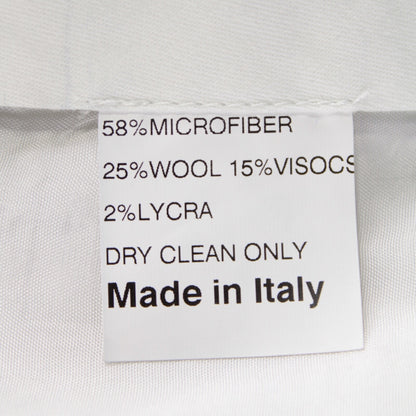 58%MICROFIBER
25%WOOL 15%VISOCS
2%LYCRA
DRY CLEAN ONLY
Made in Italy